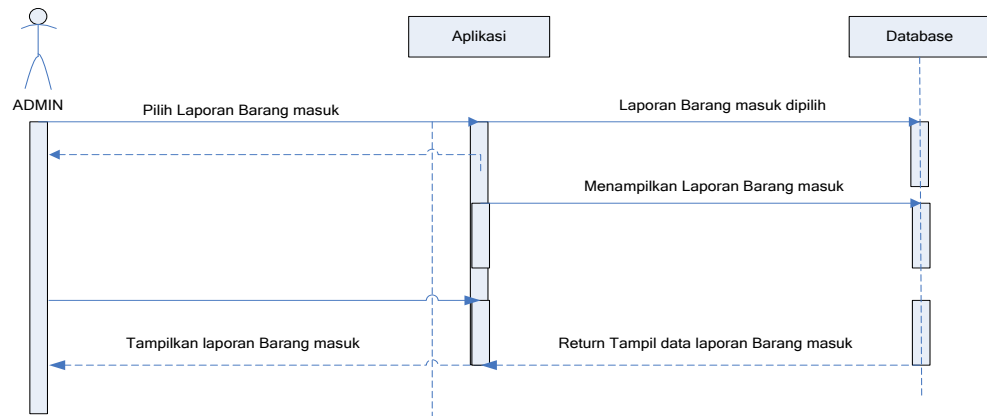 Aplikasi
Database
ADMIN
Pilih Laporan Barang masuk
Laporan Barang masuk dipilih
Menampilkan Laporan Barang masuk
Tampilkan laporan Barang masuk
Return Tampil data laporan Barang masuk